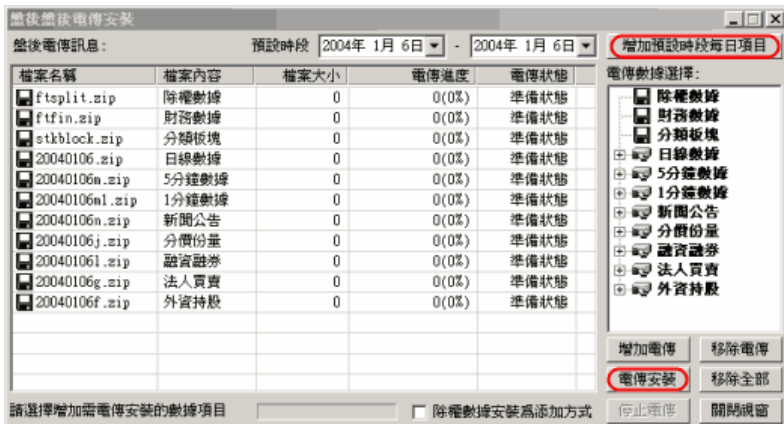 盤後盤後電傳安裝
盤後電傳訊息: 預設時段 2004年 1月 6日 - 2004年 1月 6日 增加預設時段每日項目
檔案名稱 檔案內容 檔案大小 電傳進度 電傳狀態 電傳數據選擇:
ftsplit.zip 除權數據 0 0(0%) 準備狀態
ftfin.zip 財務數據 0 0(0%) 準備狀態
stkblock.zip 分類板塊 0 0(0%) 準備狀態
20040106.zip 日線數據 0 0(0%) 準備狀態
20040106m.zip 5分鐘數據 0 0(0%) 準備狀態
20040106m1.zip 1分鐘數據 0 0(0%) 準備狀態
20040106n.zip 新聞公告 0 0(0%) 準備狀態
20040106j.zip 分價份量 0 0(0%) 準備狀態
20040106l.zip 融資融券 0 0(0%) 準備狀態
20040106g.zip 法人買賣 0 0(0%) 準備狀態
20040106f.zip 外資持股 0 0(0%) 準備狀態
除權數據
財務數據
分類板塊
日線數據
5分鐘數據
1分鐘數據
新聞公告
分價份量
融資融券
法人買賣
外資持股
增加電傳 移除電傳
電傳安裝 移除全部
請選擇增加需電傳安裝的數據項目 除權數據安裝爲添加方式 停止電傳 關閉視窗